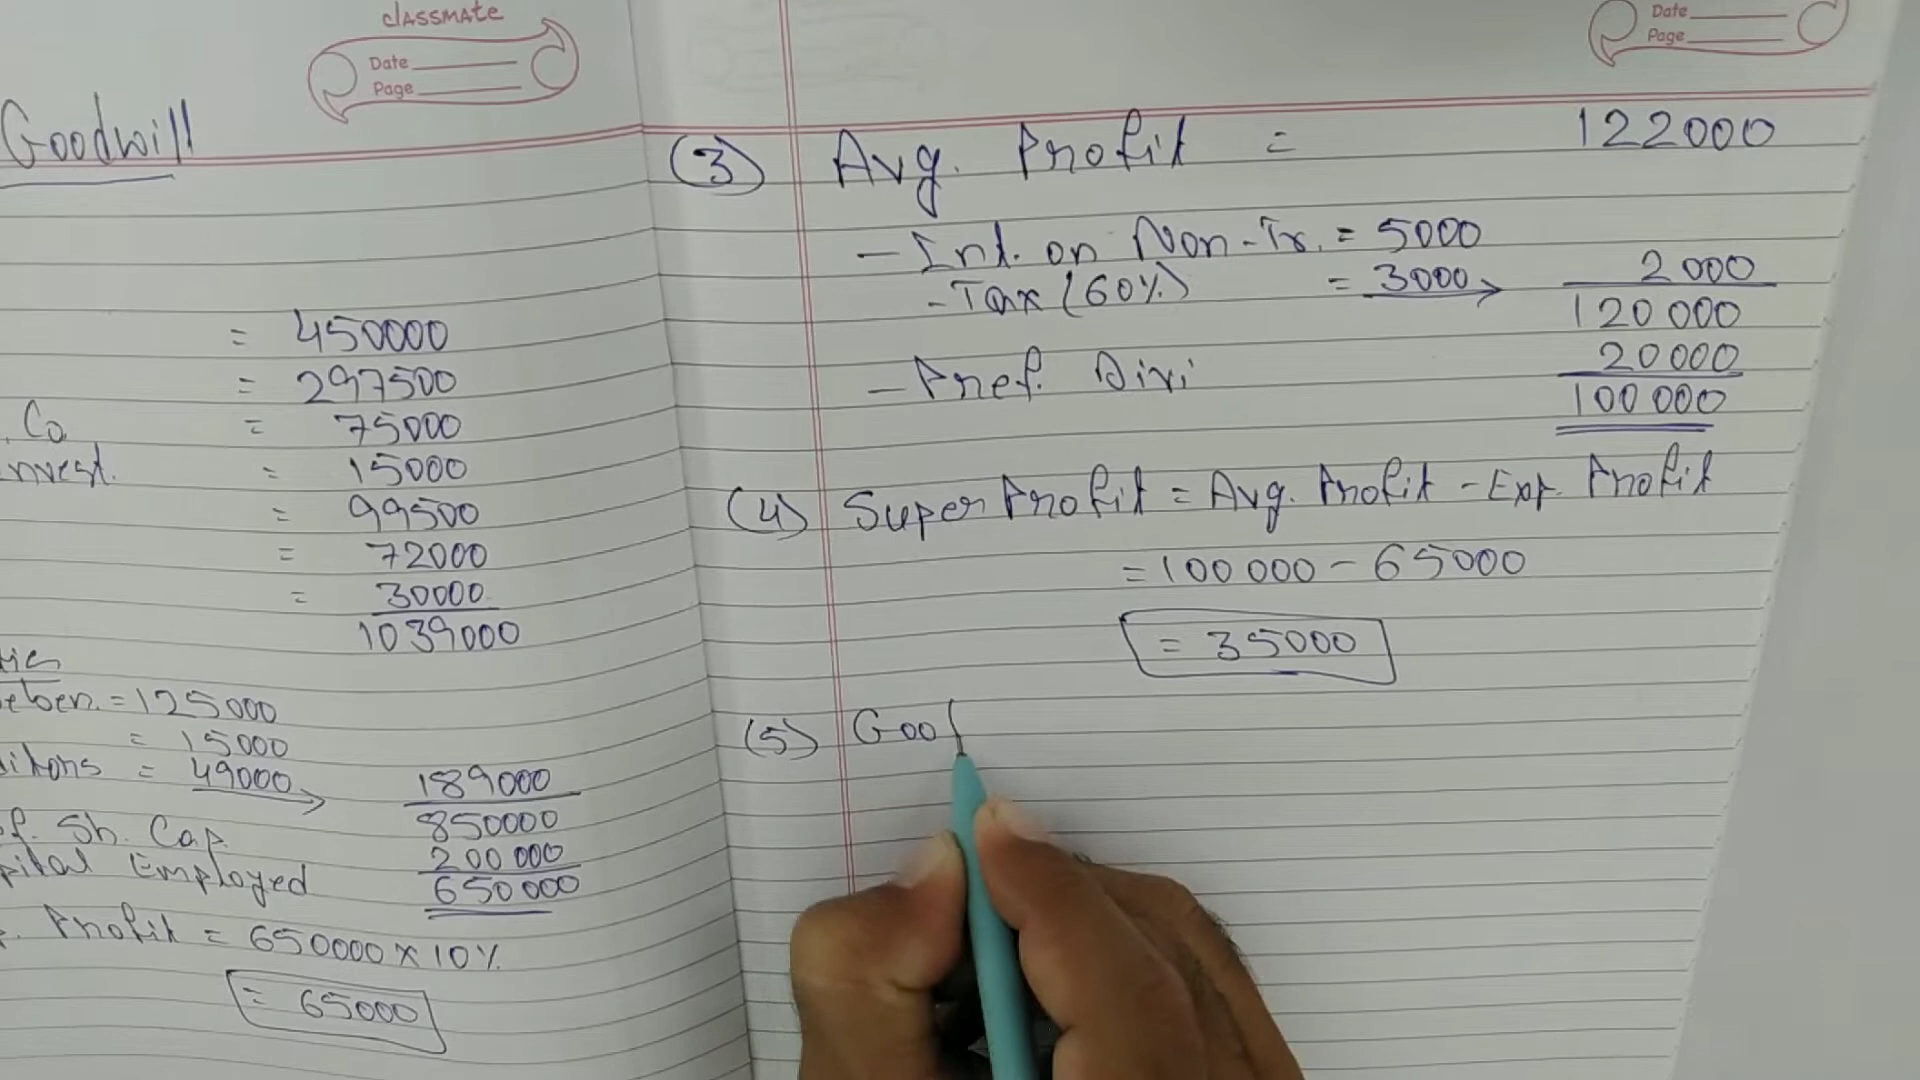 classmate
Date
Page
Goodwill
= 450000
= 297500
Co = 75000
nvest. = 15000
= 99500
= 72000
= 30000
1039000
eben. = 125000
= 15000
itors = 49000 → 189000
850000
f. Sh. Cap. 200000
pital Employed 650000
. Profit = 650000 × 10%
= 65000
Date
Page
(3) Avg. Profit = 122000
- Int. on Non-Tr. = 5000
- Tax (60%) = 3000 → 2000
120000
- Pref. Divi 20000
100000
(4) Super Profit = Avg. Profit - Exp. Profit
= 100000 - 65000
= 35000
(5) Goo